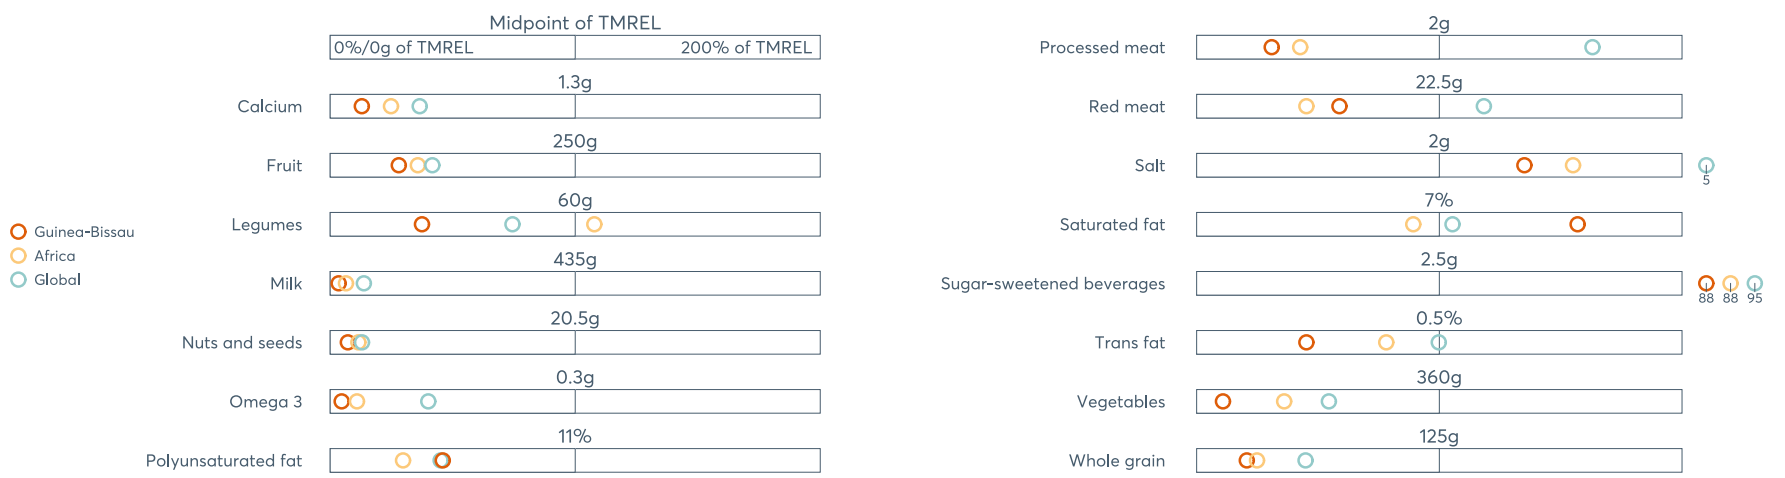 Midpoint of TMREL
0%/0g of TMREL 200% of TMREL
1.3g
Calcium
250g
Fruit
60g
Legumes
435g
Milk
20.5g
Nuts and seeds
0.3g
Omega 3
11%
Polyunsaturated fat
Guinea-Bissau
Africa
Global
2g
Processed meat
22.5g
Red meat
2g
Salt
5
7%
Saturated fat
2.5g
Sugar-sweetened beverages
88 88 95
0.5%
Trans fat
360g
Vegetables
125g
Whole grain